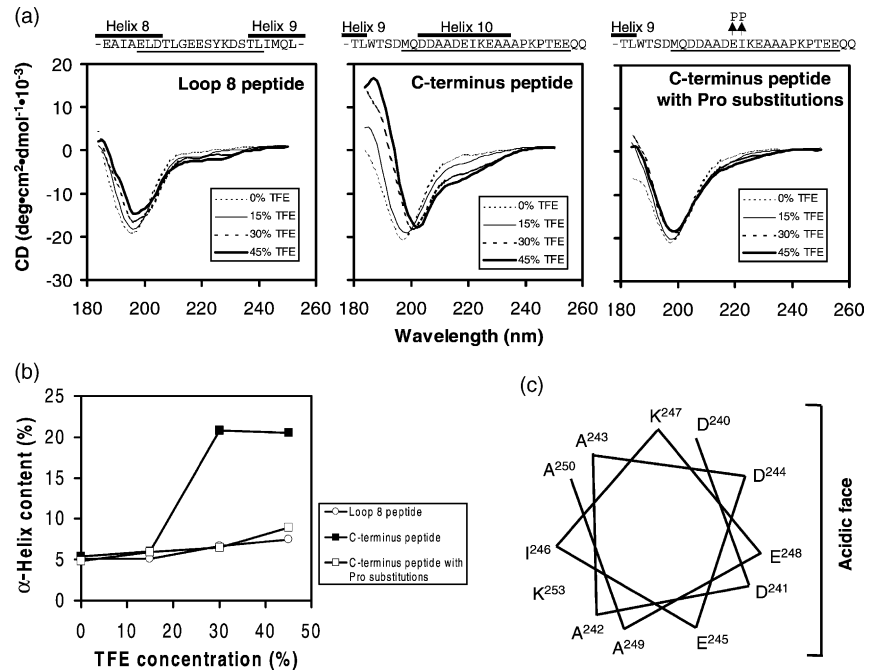 (a)
Helix 8 Helix 9
-EAIAELDTLGEESYKDSTLIMQL-
Helix 9 Helix 10
-TLWTSDMQDDAADEIKEAAAPKPTEEQQ
PP
Helix 9
-TLWTSDMQDDAADEIKEAAAPKPTEEQQ
Loop 8 peptide
C-terminus peptide
C-terminus peptide
with Pro substitutions
CD (deg•cm²•dmol⁻¹•10⁻³)
20
10
0
-10
-20
-30
0% TFE
15% TFE
30% TFE
45% TFE
0% TFE
15% TFE
30% TFE
45% TFE
0% TFE
15% TFE
30% TFE
45% TFE
180 200 220 240 260
180 200 220 240 260
180 200 220 240 260
Wavelength (nm)
(b)
α-Helix content (%)
25
20
15
10
5
0
0 10 20 30 40 50
TFE concentration (%)
Loop 8 peptide
C-terminus peptide
C-terminus peptide with
Pro substitutions
(c)
K²⁴⁷
D²⁴⁰
A²⁴³
A²⁵⁰
D²⁴⁴
I²⁴⁶
E²⁴⁸
K²⁵³
D²⁴¹
A²⁴²
A²⁴⁹
E²⁴⁵
Acidic face